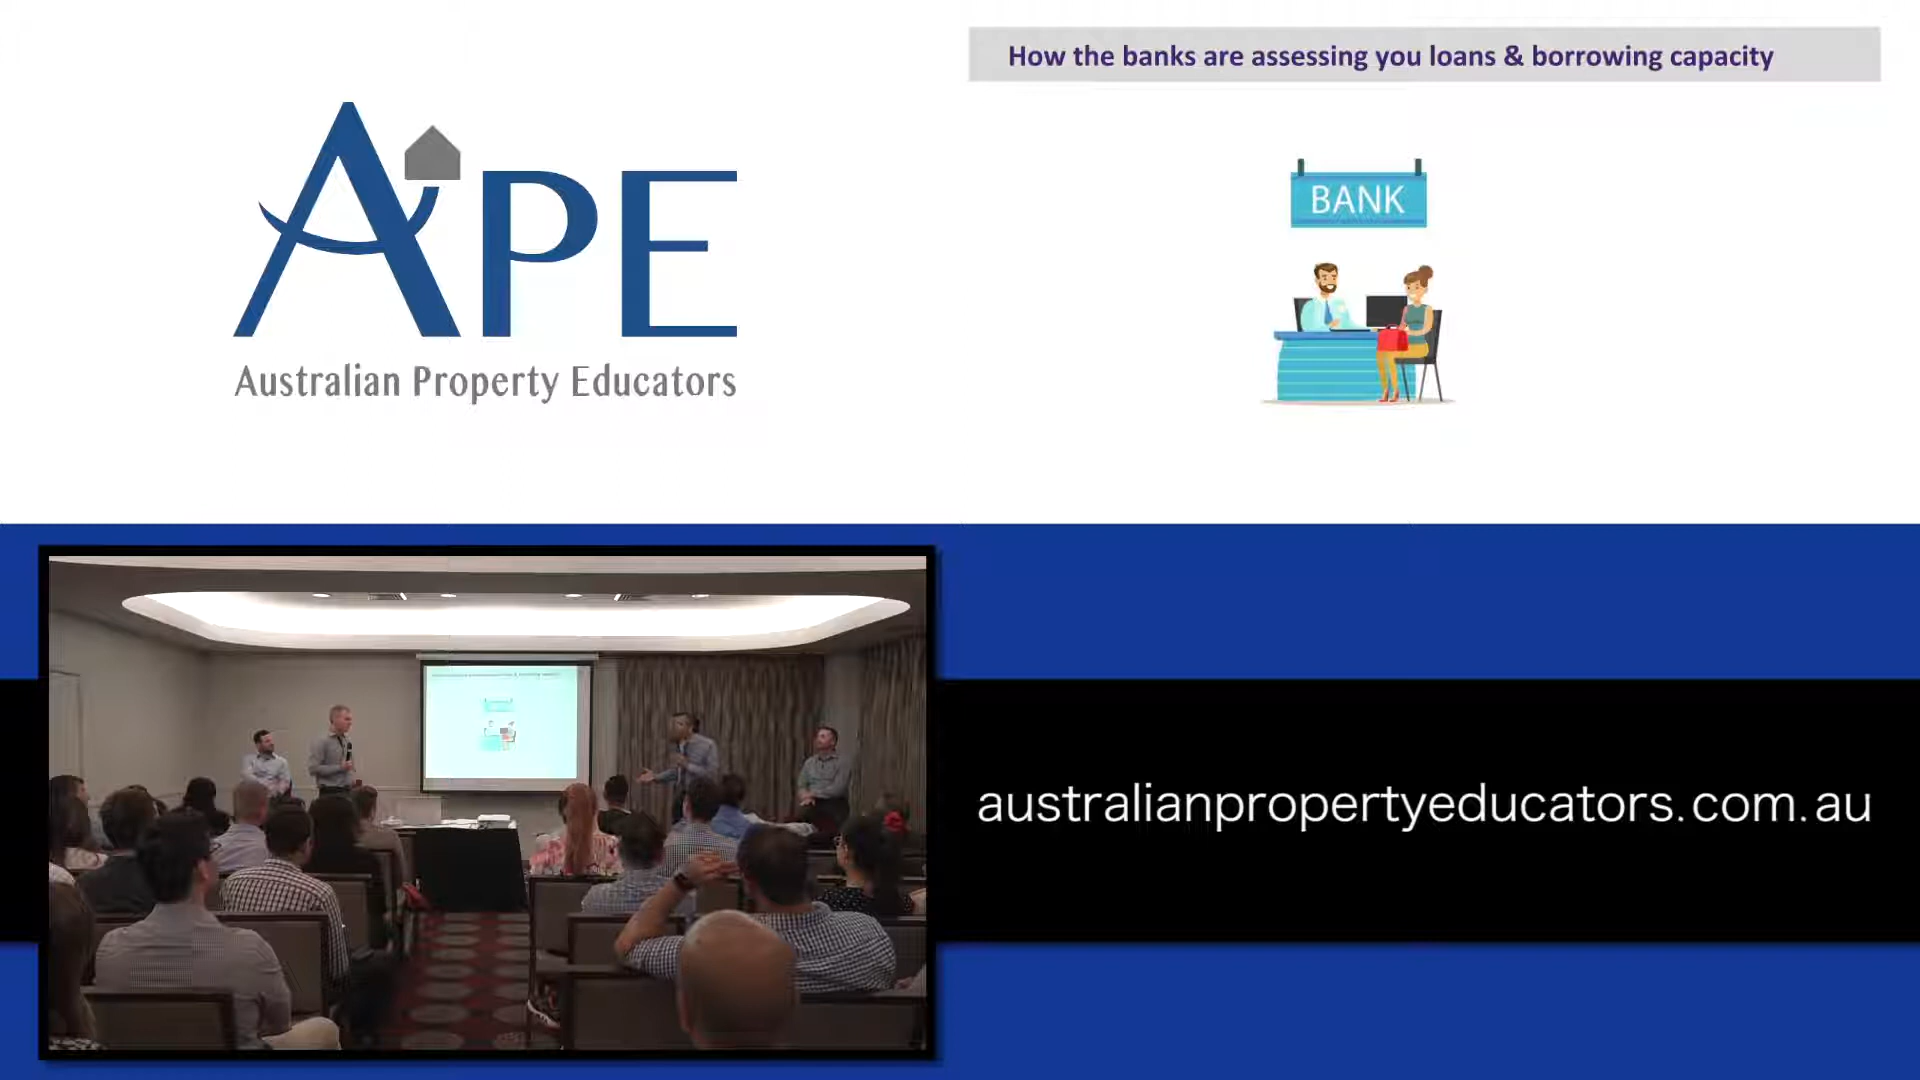 How the banks are assessing you loans & borrowing capacity
APE
Australian Property Educators
BANK
australianpropertyeducators.com.au